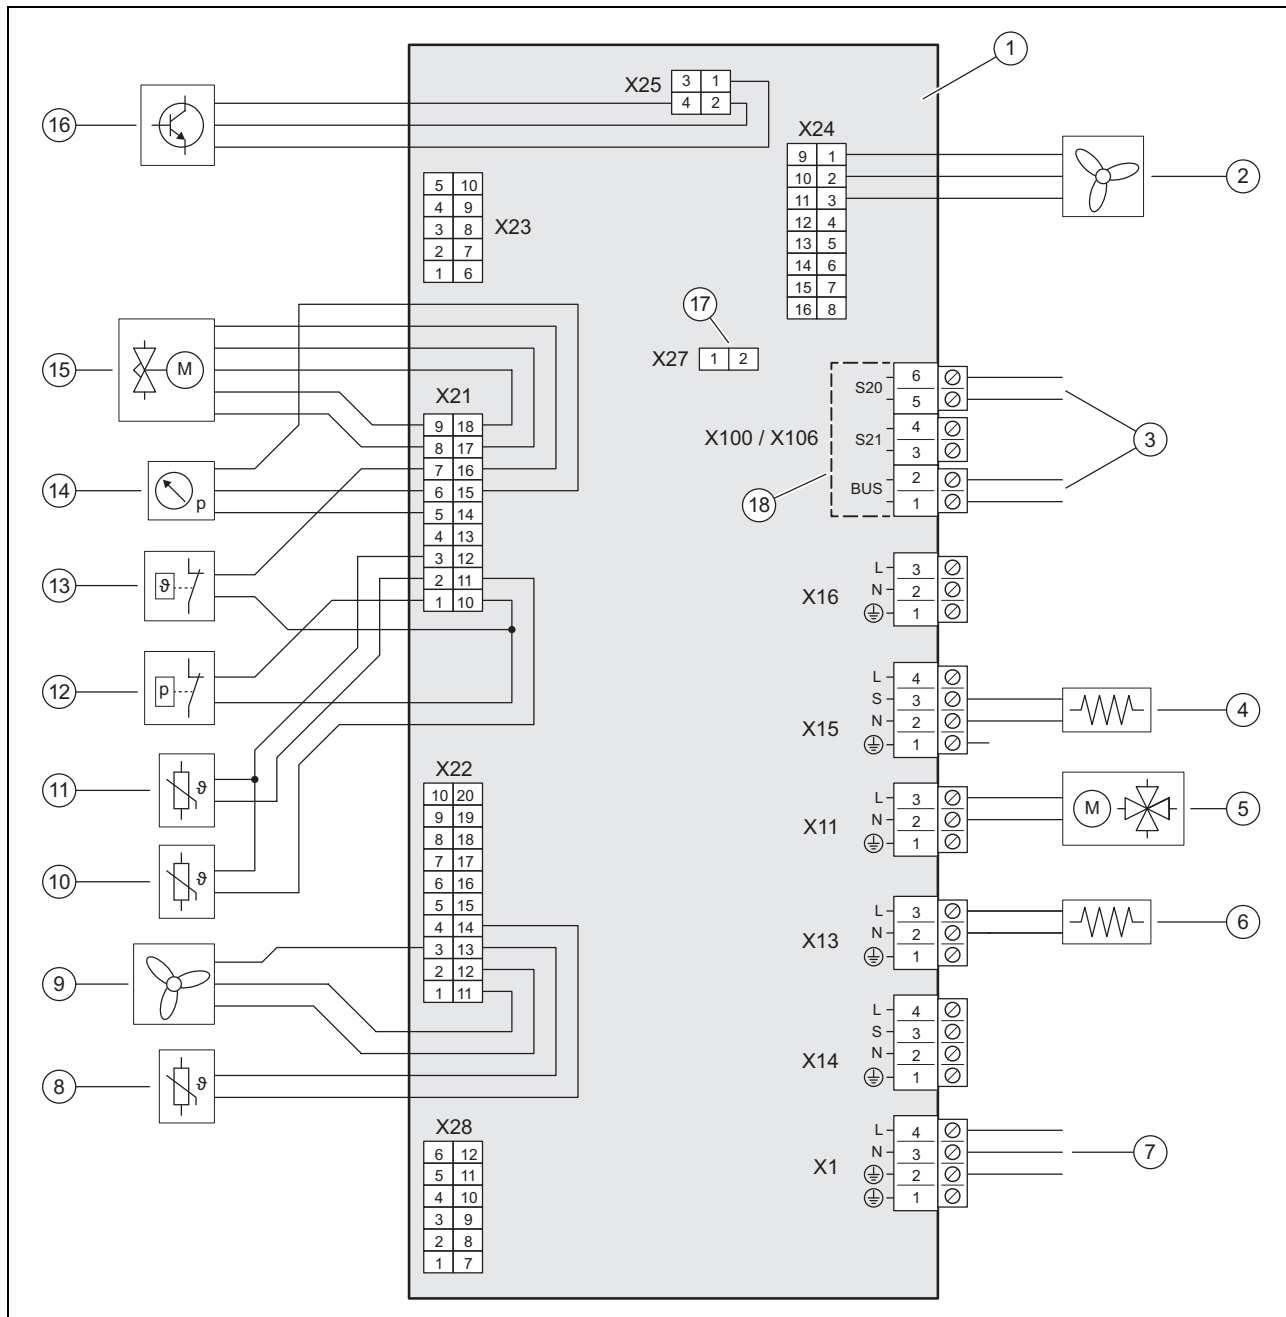 1
X25
3 1
4 2
16
X24
9 1
10 2
11 3
12 4
13 5
14 6
15 7
16 8
2
5 10
4 9
3 8
2 7
1 6
X23
17
X27
1 2
15
M
X21
9 18
8 17
7 16
6 15
5 14
4 13
3 12
2 11
1 10
S20
6
5
X100 / X106
S21
4
3
BUS
2
1
3
18
14
p
13
ϑ
X16
L 3
N 2
1
12
p
X15
L 4
S 3
N 2
1
4
11
ϑ
X22
10 20
9 19
8 18
7 17
6 16
5 15
4 14
3 13
2 12
1 11
X11
L 3
N 2
1
M
5
10
ϑ
X13
L 3
N 2
1
6
9
X14
L 4
S 3
N 2
1
8
ϑ
X28
6 12
5 11
4 10
3 9
2 8
1 7
X1
L 4
N 3
2
1
7